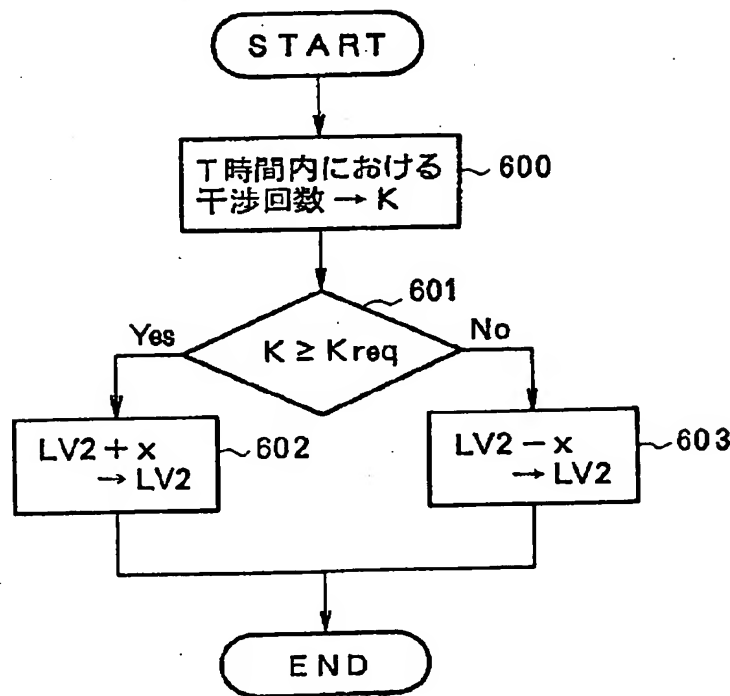 START
T時間内における
干渉回数→K
600
601
Yes
K≧Kreq
No
LV2+x
→LV2
602
LV2-x
→LV2
603
END